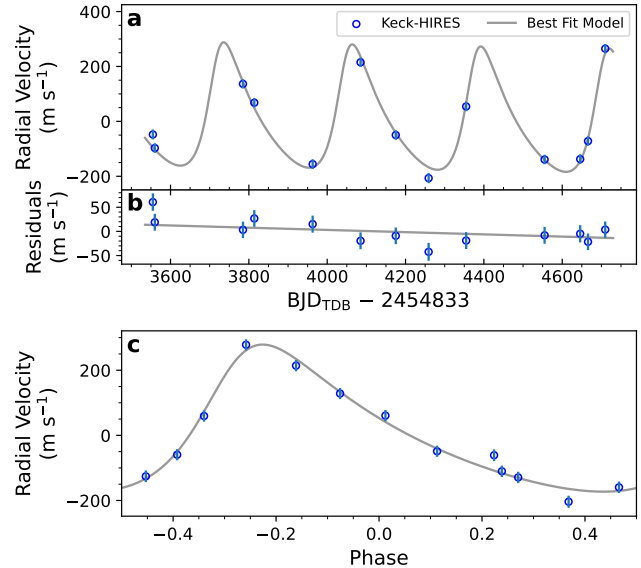 a
Keck-HIRES
Best Fit Model
400
200
0
−200
Radial Velocity
(m s⁻¹)
b
50
0
−50
Residuals
(m s⁻¹)
3600 3800 4000 4200 4400 4600
BJD_TDB − 2454833
c
200
0
−200
Radial Velocity
(m s⁻¹)
−0.4 −0.2 0.0 0.2 0.4
Phase